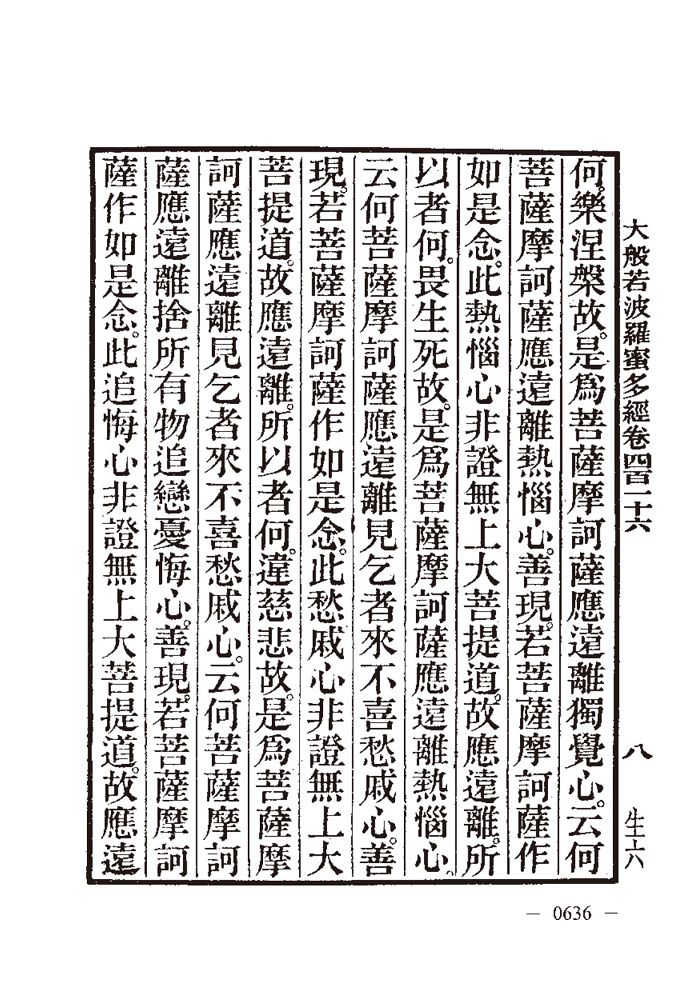 大般若波羅蜜多經卷四百一十六　八　生六
何。樂涅槃故。是爲菩薩摩訶薩應遠離獨覺心。云何
菩薩摩訶薩應遠離熱惱心。善現。若菩薩摩訶薩作
如是念。此熱惱心非證無上大菩提道。故應遠離。所
以者何。畏生死故。是爲菩薩摩訶薩應遠離熱惱心。
云何菩薩摩訶薩應遠離見乞者來不喜愁戚心。善
現。若菩薩摩訶薩作如是念。此愁戚心非證無上大
菩提道。故應遠離。所以者何。違慈悲故。是爲菩薩摩
訶薩應遠離見乞者來不喜愁戚心。云何菩薩摩訶
薩應遠離捨所有物追戀憂悔心。善現。若菩薩摩訶
薩作如是念。此追悔心非證無上大菩提道。故應遠
— 0636 —